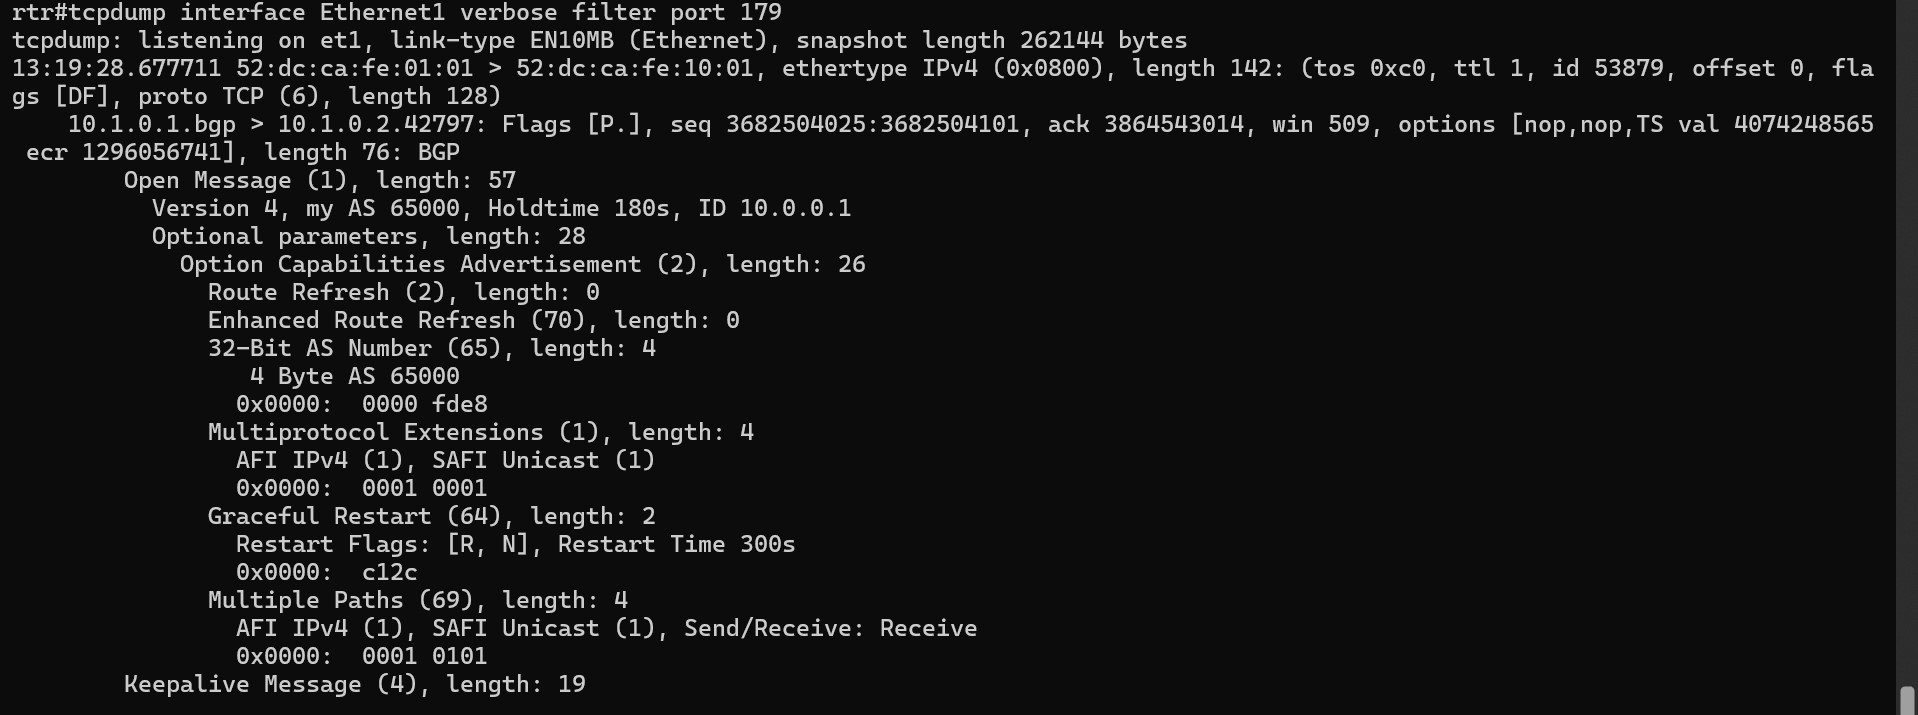 rtr#tcpdump interface Ethernet1 verbose filter port 179
tcpdump: listening on et1, link-type EN10MB (Ethernet), snapshot length 262144 bytes
13:19:28.677711 52:dc:ca:fe:01:01 > 52:dc:ca:fe:10:01, ethertype IPv4 (0x0800), length 142: (tos 0xc0, ttl 1, id 53879, offset 0, fla
gs [DF], proto TCP (6), length 128)
    10.1.0.1.bgp > 10.1.0.2.42797: Flags [P.], seq 3682504025:3682504101, ack 3864543014, win 509, options [nop,nop,TS val 4074248565
 ecr 1296056741], length 76: BGP
        Open Message (1), length: 57
          Version 4, my AS 65000, Holdtime 180s, ID 10.0.0.1
          Optional parameters, length: 28
            Option Capabilities Advertisement (2), length: 26
              Route Refresh (2), length: 0
              Enhanced Route Refresh (70), length: 0
              32-Bit AS Number (65), length: 4
                 4 Byte AS 65000
                0x0000:  0000 fde8
              Multiprotocol Extensions (1), length: 4
                AFI IPv4 (1), SAFI Unicast (1)
                0x0000:  0001 0001
              Graceful Restart (64), length: 2
                Restart Flags: [R, N], Restart Time 300s
                0x0000:  c12c
              Multiple Paths (69), length: 4
                AFI IPv4 (1), SAFI Unicast (1), Send/Receive: Receive
                0x0000:  0001 0101
        Keepalive Message (4), length: 19